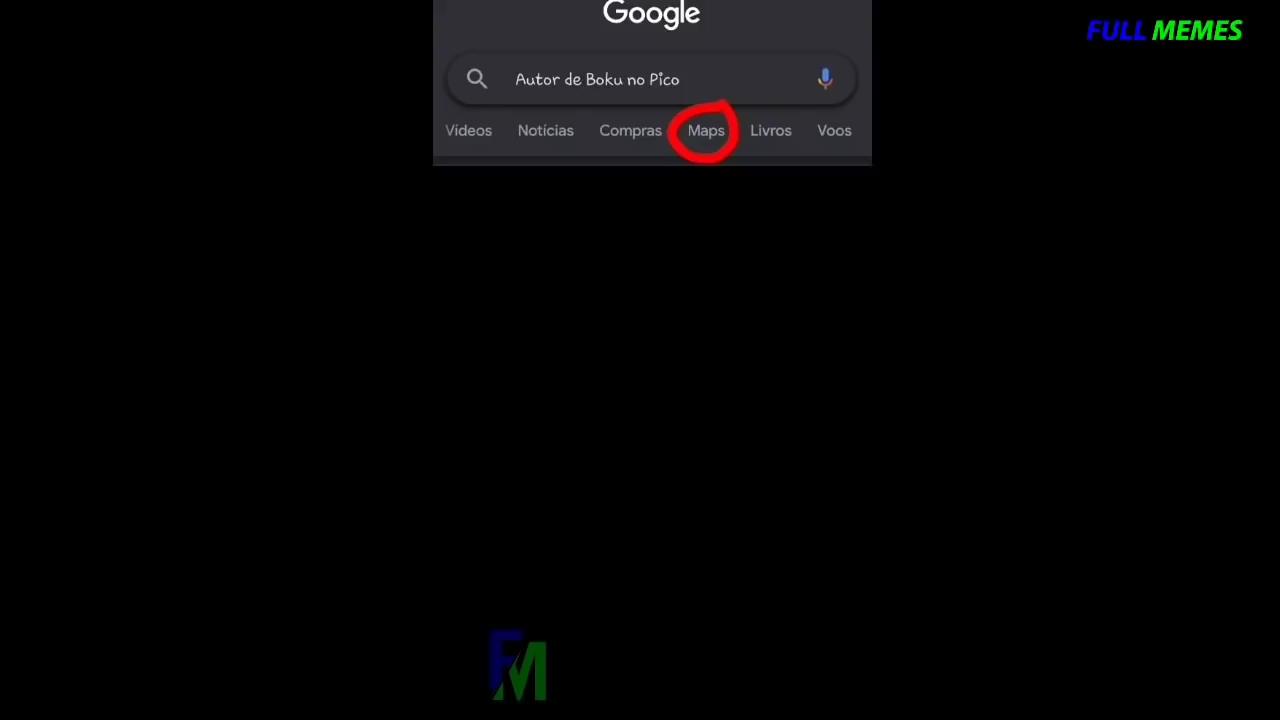 Google
FULL MEMES
Autor de Boku no Pico
Vídeos Notícias Compras Maps Livros Voos
FM